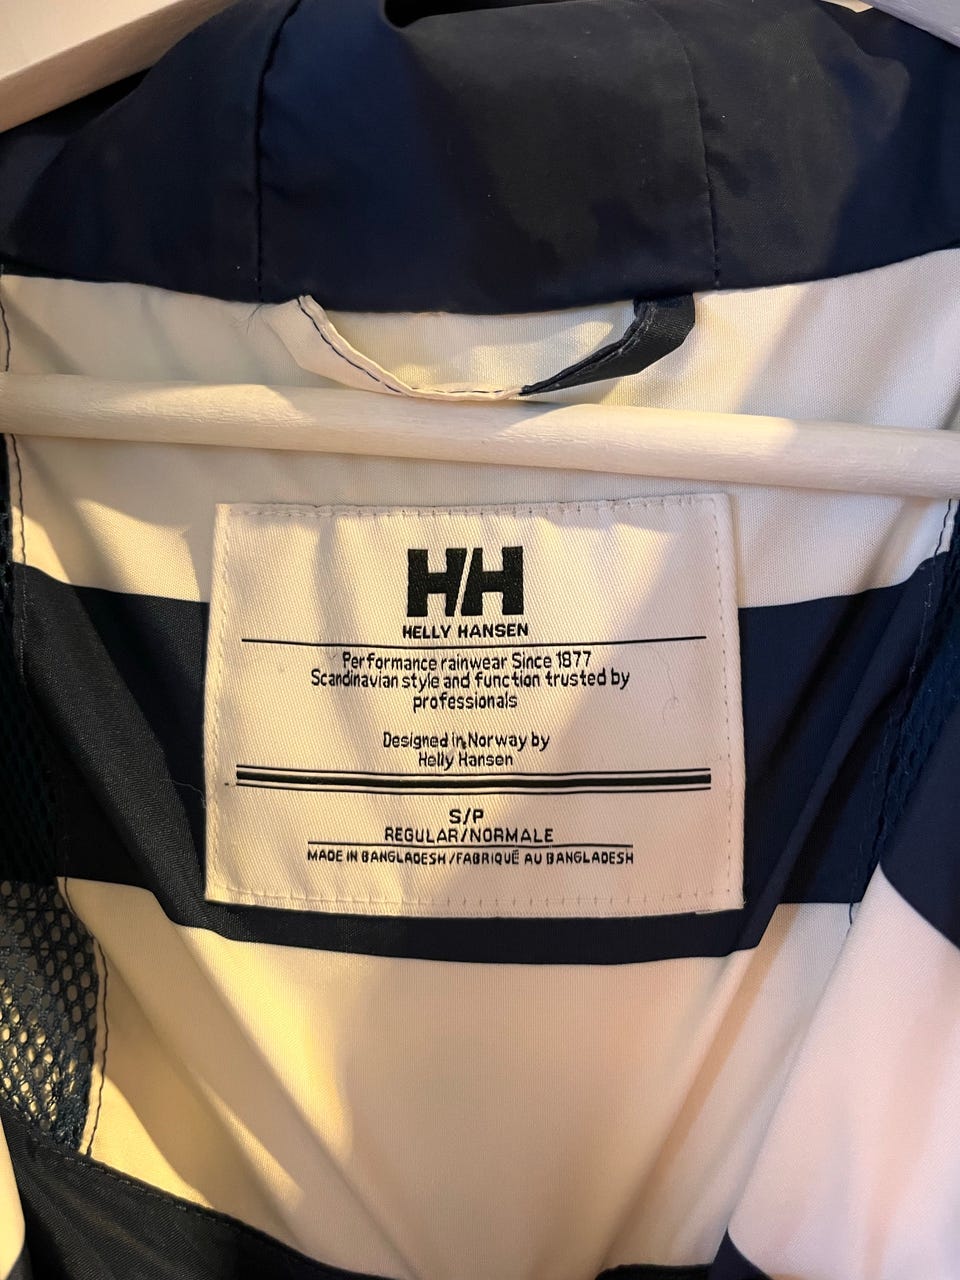 HH
HELLY HANSEN
Performance rainwear Since 1877
Scandinavian style and function trusted by
professionals
Designed in Norway by
Helly Hansen
S/P
REGULAR/NORMALE
MADE IN BANGLADESH/FABRIQUÉ AU BANGLADESH